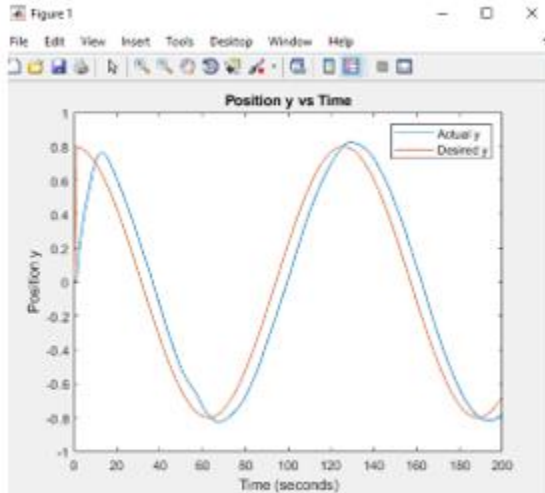 Figure 1
File Edit View Insert Tools Desktop Window Help
Position y vs Time
Actual y
Desired y
1
0.8
0.6
0.4
0.2
0
-0.2
-0.4
-0.6
-0.8
-1
Position y
0 20 40 60 80 100 120 140 160 180 200
Time (seconds)